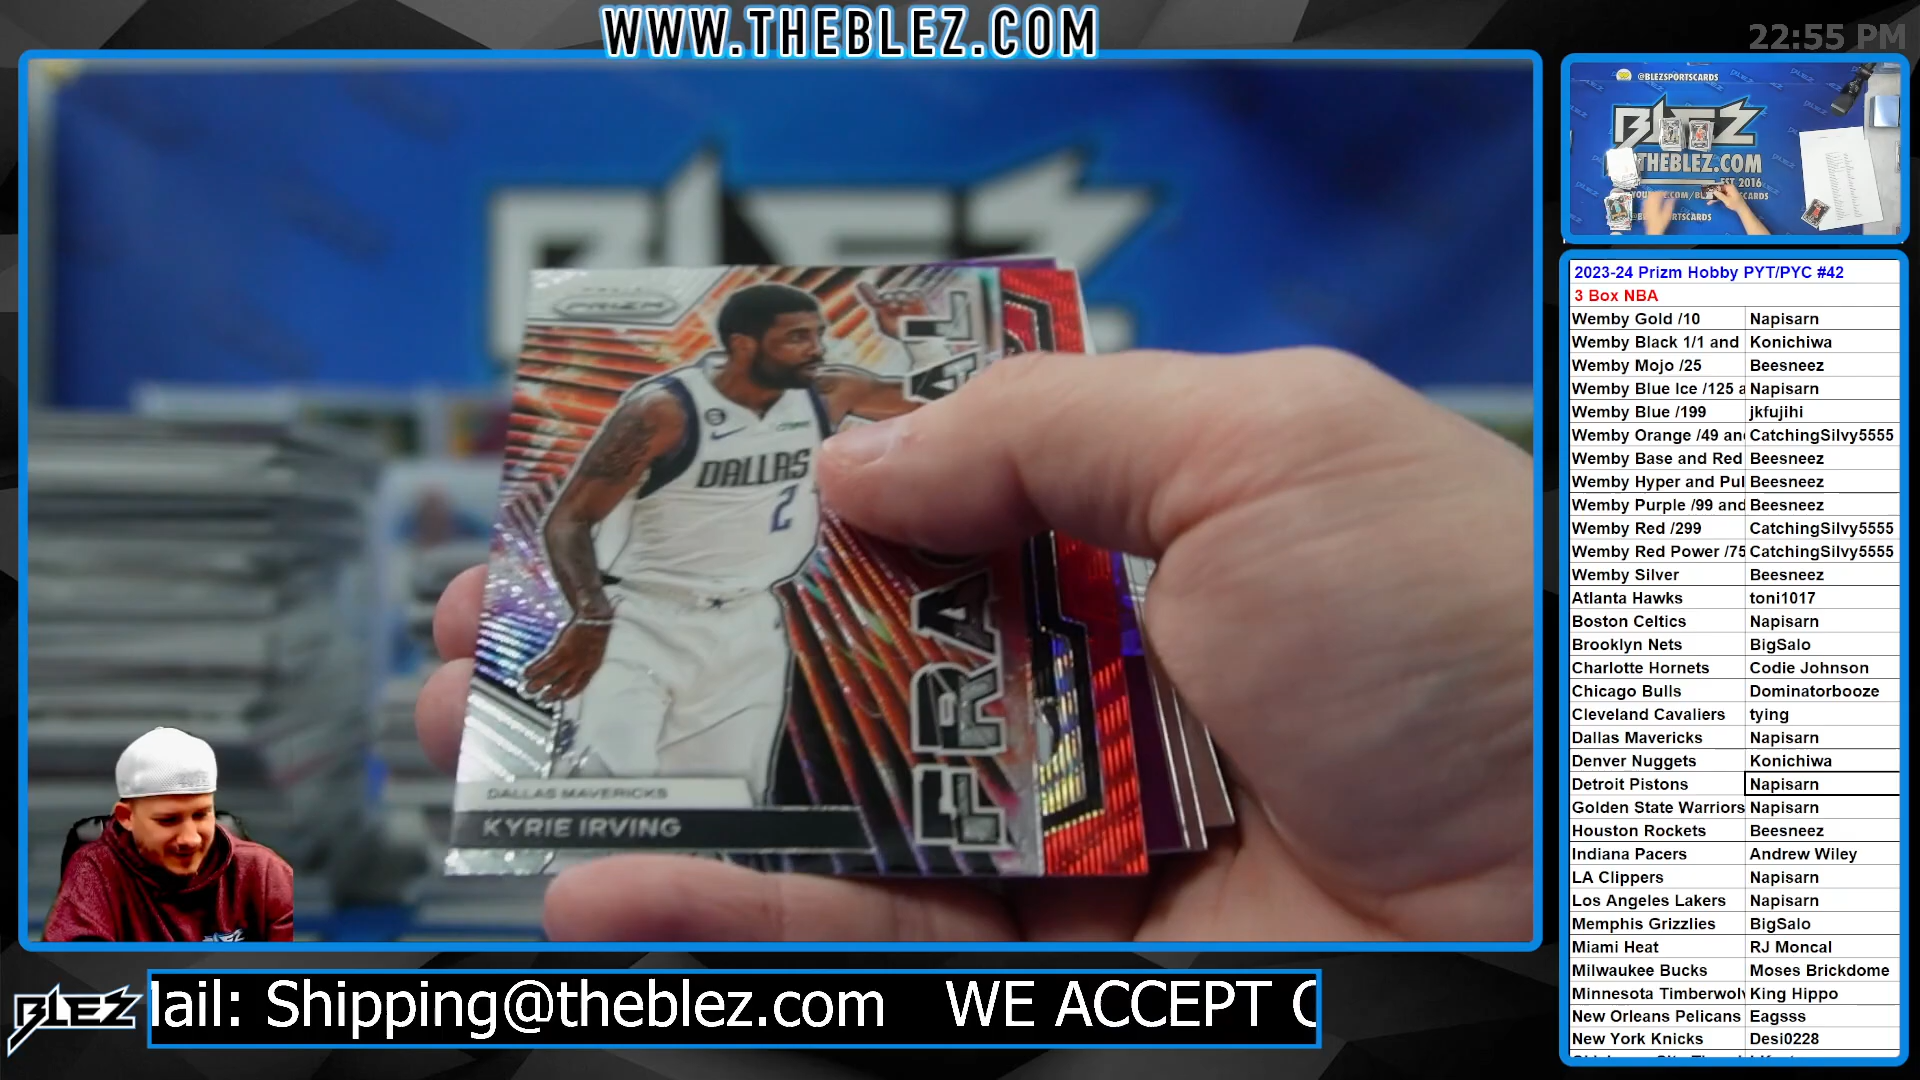 WWW.THEBLEZ.COM
22:55 PM
@BLEZSPORTSCARDS
BLEZ
THEBLEZ.COM
EST 2016
PRIZM
DALLAS
2
FRA
DALLAS MAVERICKS
KYRIE IRVING
2023-24 Prizm Hobby PYT/PYC #42
3 Box NBA
Wemby Gold /10 Napisarn
Wemby Black 1/1 and Konichiwa
Wemby Mojo /25 Beesneez
Wemby Blue Ice /125 a Napisarn
Wemby Blue /199 jkfujihi
Wemby Orange /49 an CatchingSilvy5555
Wemby Base and Red Beesneez
Wemby Hyper and Pul Beesneez
Wemby Purple /99 and Beesneez
Wemby Red /299 CatchingSilvy5555
Wemby Red Power /75 CatchingSilvy5555
Wemby Silver Beesneez
Atlanta Hawks toni1017
Boston Celtics Napisarn
Brooklyn Nets BigSalo
Charlotte Hornets Codie Johnson
Chicago Bulls Dominatorbooze
Cleveland Cavaliers tying
Dallas Mavericks Napisarn
Denver Nuggets Konichiwa
Detroit Pistons Napisarn
Golden State Warriors Napisarn
Houston Rockets Beesneez
Indiana Pacers Andrew Wiley
LA Clippers Napisarn
Los Angeles Lakers Napisarn
Memphis Grizzlies BigSalo
Miami Heat RJ Moncal
Milwaukee Bucks Moses Brickdome
Minnesota Timberwolv King Hippo
New Orleans Pelicans Eagsss
New York Knicks Desi0228
BLEZ
ail: Shipping@theblez.com WE ACCEPT